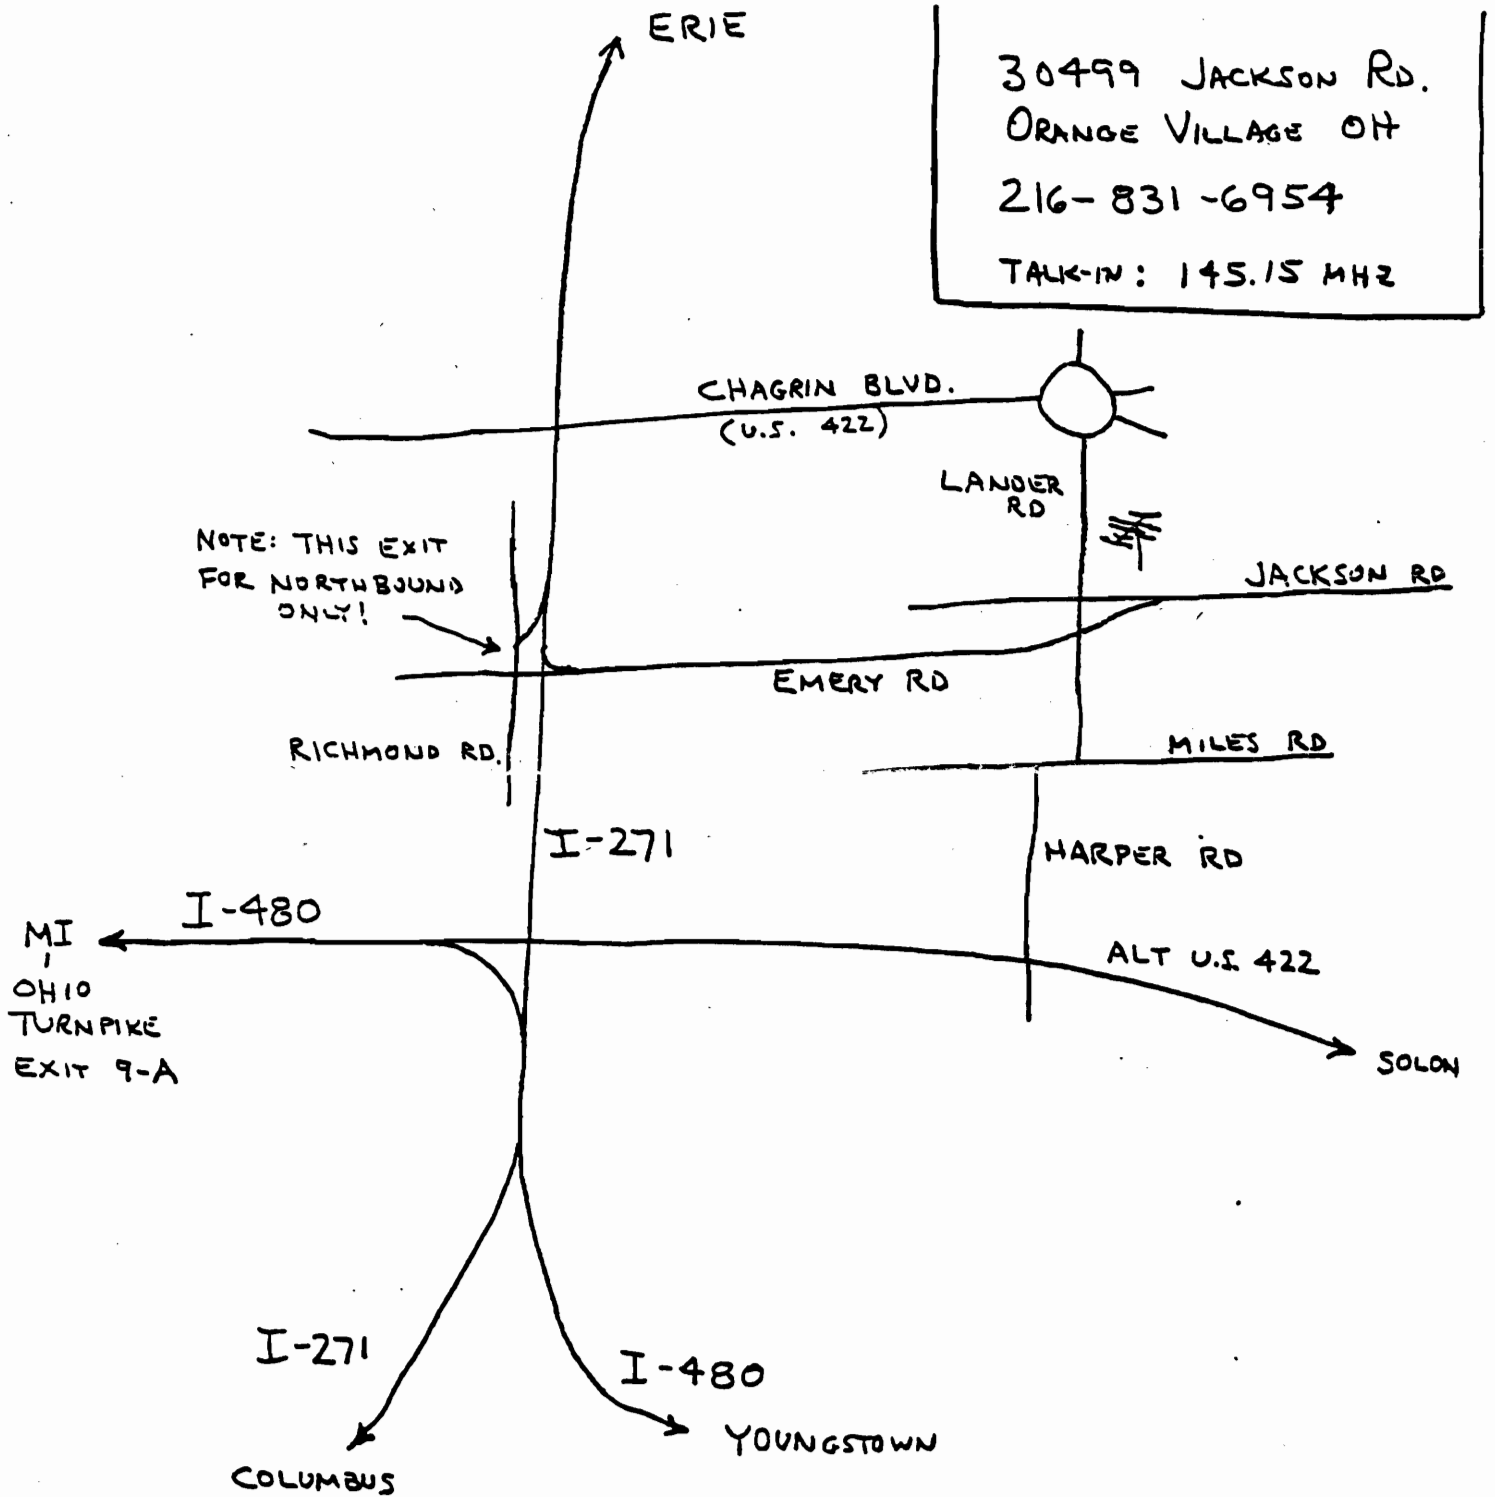 ERIE
30499 JACKSON RD.
ORANGE VILLAGE OH
216-831-6954
TALK-IN: 145.15 MHZ
CHAGRIN BLVD.
(U.S. 422)
LANDER
RD
NOTE: THIS EXIT
FOR NORTHBOUND
ONLY!
JACKSON RD
EMERY RD
RICHMOND RD.
MILES RD
I-271
HARPER RD
I-480
MI
OHIO
TURNPIKE
EXIT 9-A
ALT U.S. 422
SOLON
I-271
I-480
YOUNGSTOWN
COLUMBUS